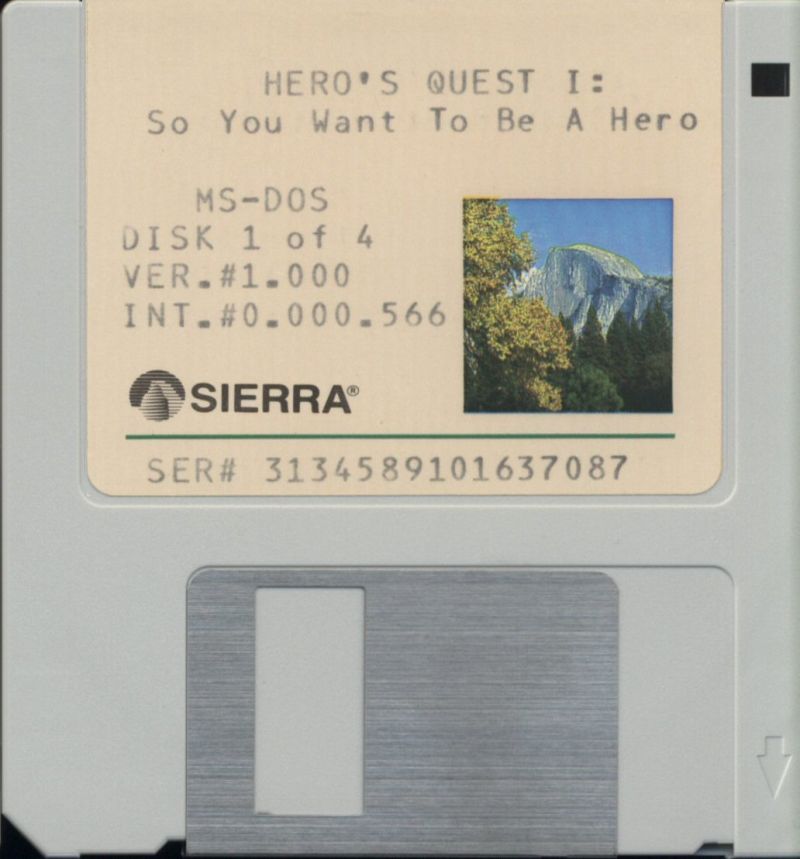 HERO'S QUEST I:
So You Want To Be A Hero
MS-DOS
DISK 1 of 4
VER.#1.000
INT.#0.000.566
SIERRA®
SER# 3134589101637087